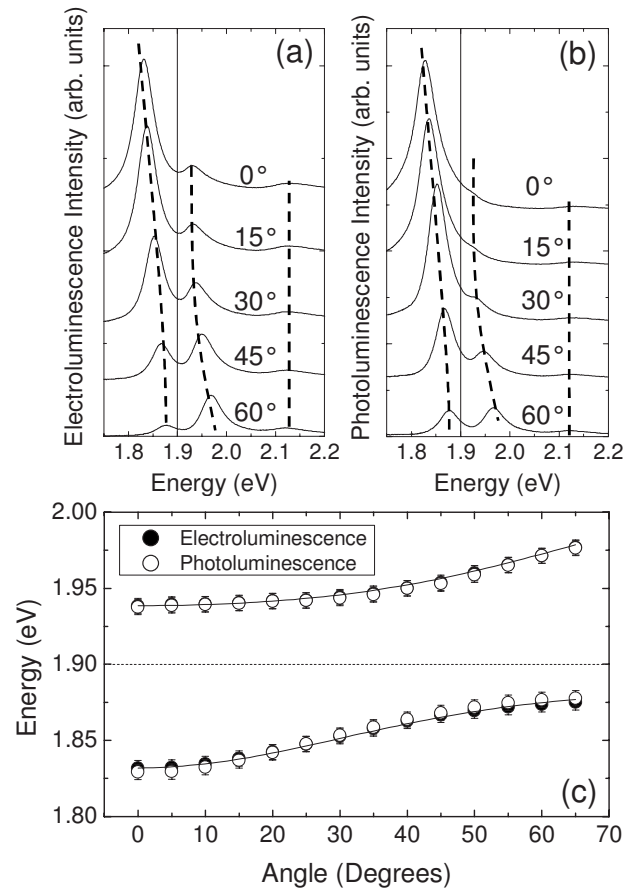 (a)
0°
15°
30°
45°
60°
Electroluminescence Intensity (arb. units)
1.8 1.9 2.0 2.1 2.2
Energy (eV)
(b)
0°
15°
30°
45°
60°
Photoluminescence Intensity (arb. units)
1.8 1.9 2.0 2.1 2.2
Energy (eV)
2.00
1.95
1.90
1.85
1.80
Energy (eV)
Electroluminescence
Photoluminescence
(c)
0 10 20 30 40 50 60 70
Angle (Degrees)